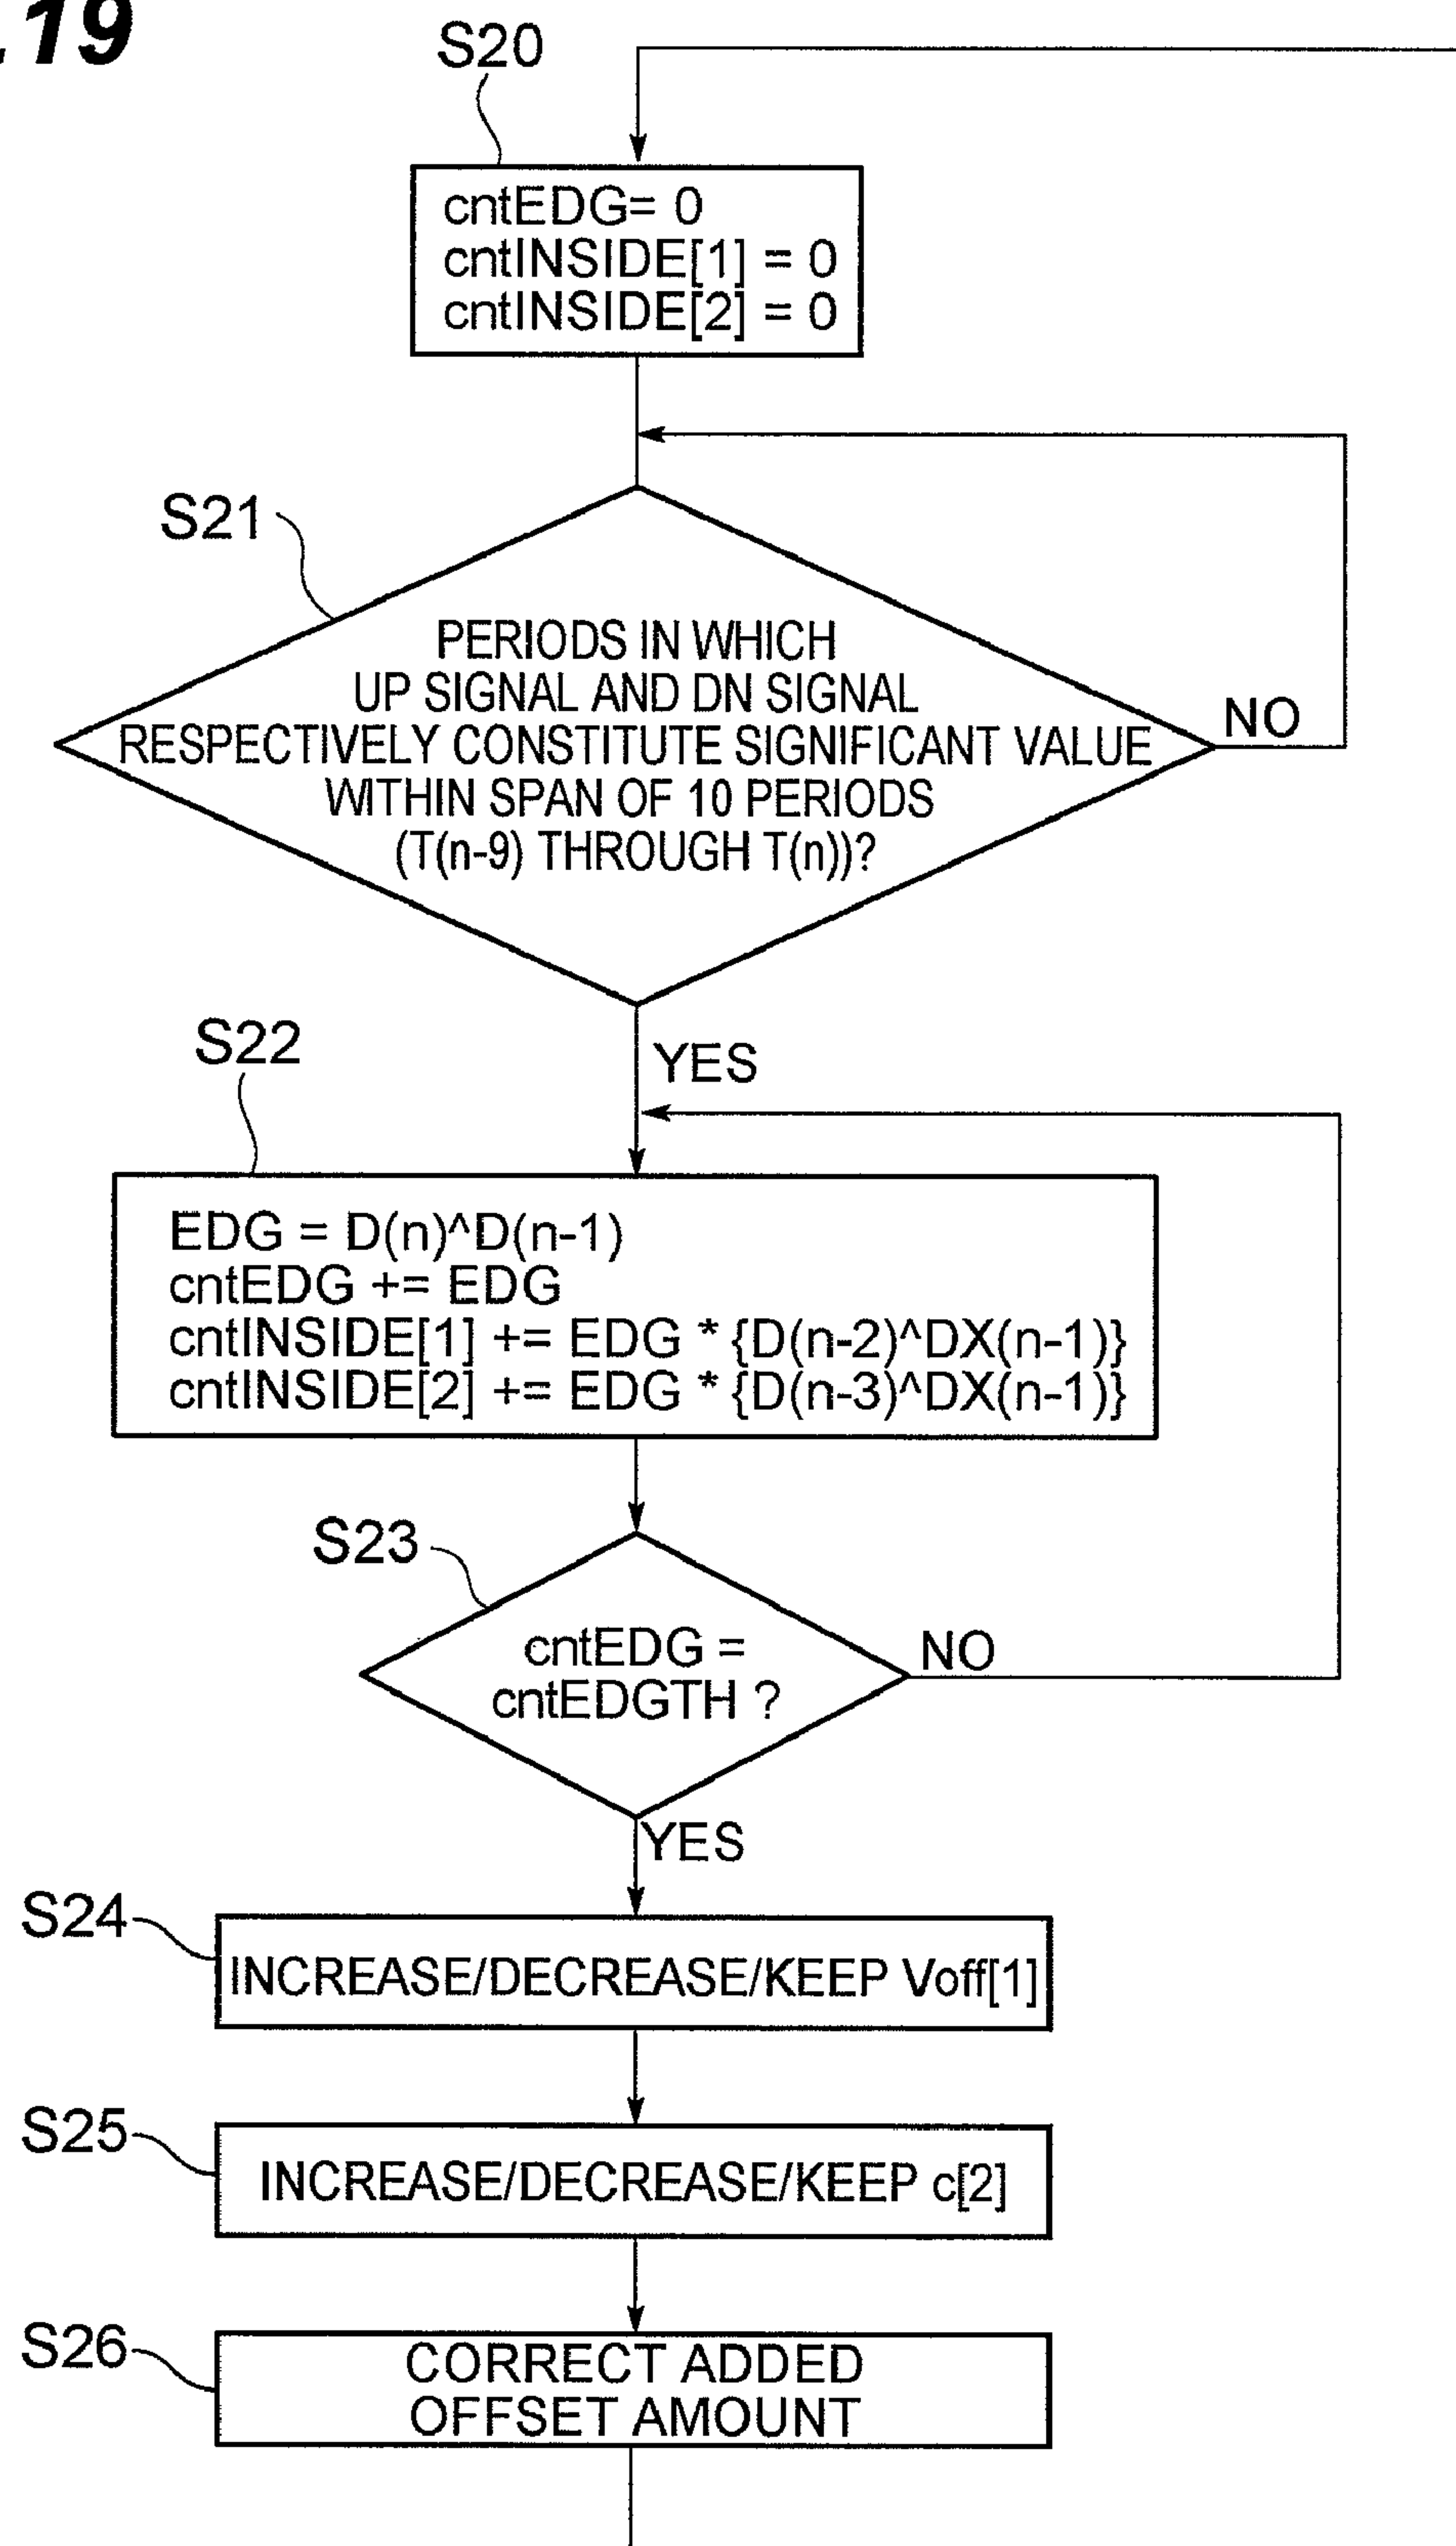 .19
S20
cntEDG= 0
cntINSIDE[1] = 0
cntINSIDE[2] = 0
S21
PERIODS IN WHICH
UP SIGNAL AND DN SIGNAL
RESPECTIVELY CONSTITUTE SIGNIFICANT VALUE
WITHIN SPAN OF 10 PERIODS
(T(n-9) THROUGH T(n))?
NO
YES
S22
EDG = D(n)^D(n-1)
cntEDG += EDG
cntINSIDE[1] += EDG * {D(n-2)^DX(n-1)}
cntINSIDE[2] += EDG * {D(n-3)^DX(n-1)}
S23
cntEDG =
cntEDGTH ?
NO
YES
S24
INCREASE/DECREASE/KEEP Voff[1]
S25
INCREASE/DECREASE/KEEP c[2]
S26
CORRECT ADDED
OFFSET AMOUNT